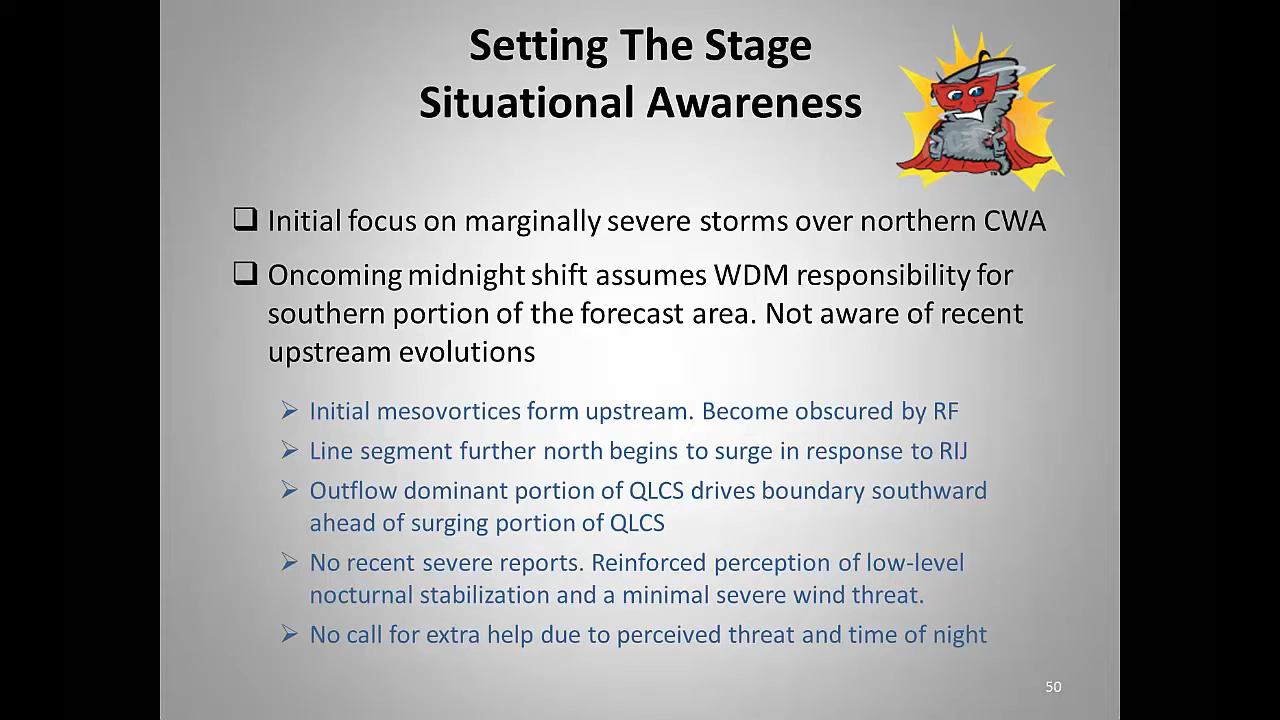 Setting The Stage
Situational Awareness
Initial focus on marginally severe storms over northern CWA
Oncoming midnight shift assumes WDM responsibility for
southern portion of the forecast area. Not aware of recent
upstream evolutions
Initial mesovortices form upstream. Become obscured by RF
Line segment further north begins to surge in response to RIJ
Outflow dominant portion of QLCS drives boundary southward
ahead of surging portion of QLCS
No recent severe reports. Reinforced perception of low-level
nocturnal stabilization and a minimal severe wind threat.
No call for extra help due to perceived threat and time of night
50